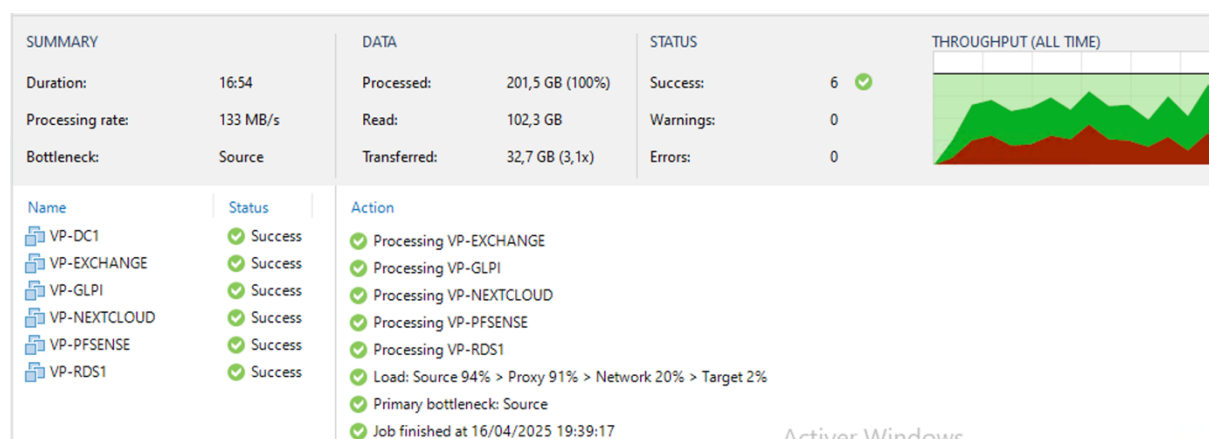 SUMMARY DATA STATUS THROUGHPUT (ALL TIME)
Duration: 16:54 Processed: 201,5 GB (100%) Success: 6
Processing rate: 133 MB/s Read: 102,3 GB Warnings: 0
Bottleneck: Source Transferred: 32,7 GB (3,1x) Errors: 0
Name Status Action
VP-DC1 Success Processing VP-EXCHANGE
VP-EXCHANGE Success Processing VP-GLPI
VP-GLPI Success Processing VP-NEXTCLOUD
VP-NEXTCLOUD Success Processing VP-PFSENSE
VP-PFSENSE Success Processing VP-RDS1
VP-RDS1 Success Load: Source 94% > Proxy 91% > Network 20% > Target 2%
Primary bottleneck: Source
Job finished at 16/04/2025 19:39:17
Activer Windows